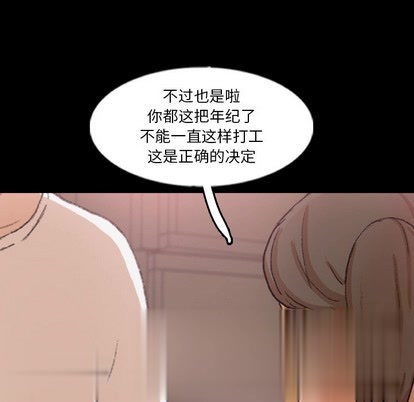 不过也是啦
你都这把年纪了
不能一直这样打工
这是正确的决定